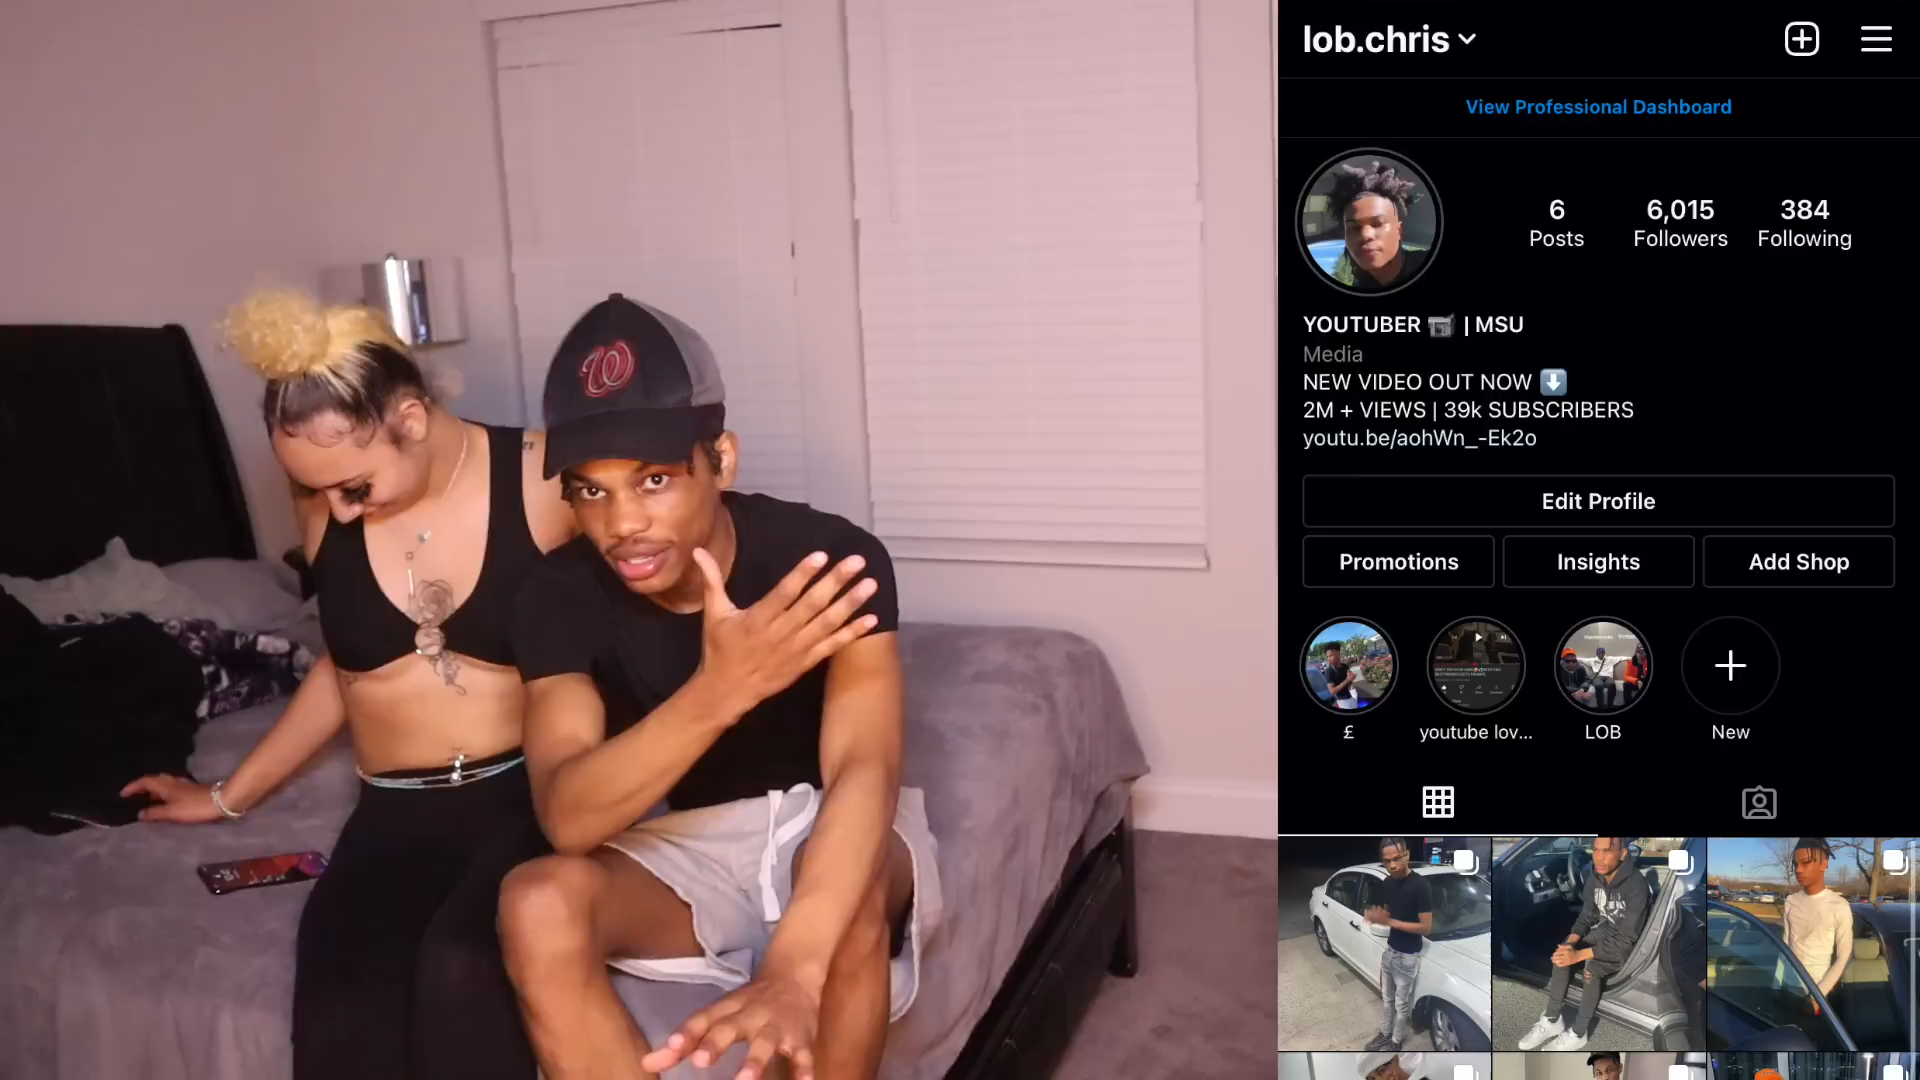 W
lob.chris
View Professional Dashboard
6 6,015 384
Posts Followers Following
YOUTUBER | MSU
Media
NEW VIDEO OUT NOW
2M + VIEWS | 39k SUBSCRIBERS
youtu.be/aohWn_-Ek2o
Edit Profile
Promotions Insights Add Shop
£ youtube lov... LOB New